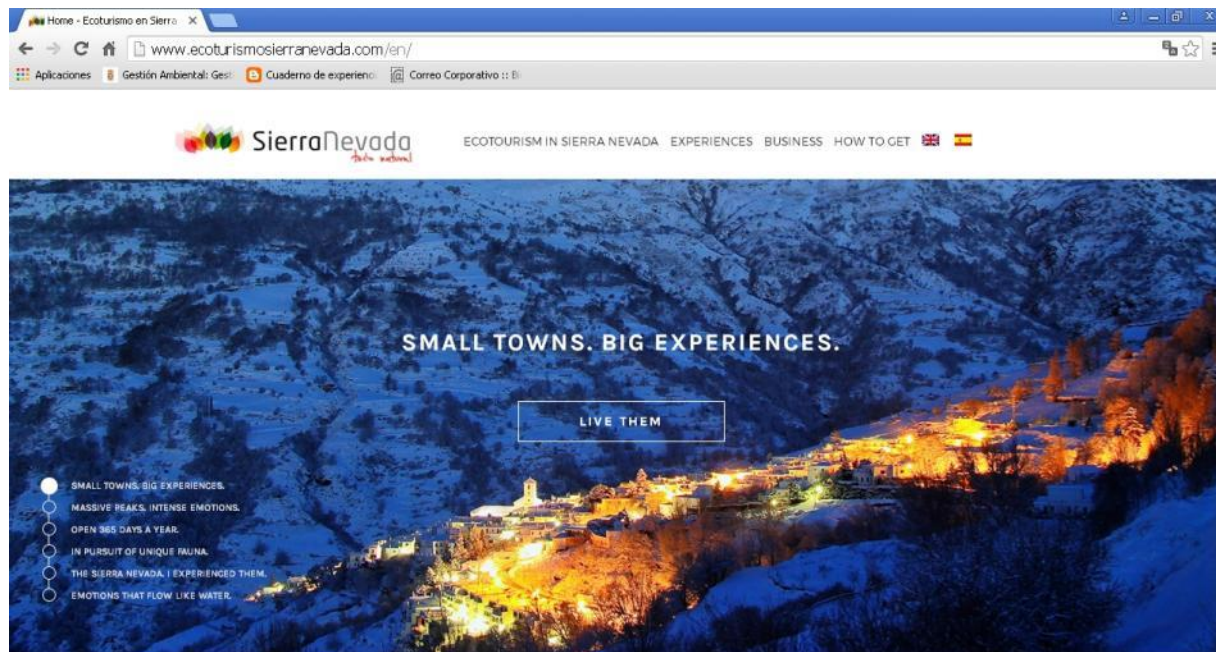 Home - Ecoturismo en Sierra
www.ecoturismosierranevada.com/en/
Aplicaciones Gestión Ambiental: Gest Cuaderno de experienc Correo Corporativo :: Bi
SierraNevada ECOTOURISM IN SIERRA NEVADA EXPERIENCES BUSINESS HOW TO GET
SMALL TOWNS. BIG EXPERIENCES.
LIVE THEM
SMALL TOWNS. BIG EXPERIENCES.
MASSIVE PEAKS. INTENSE EMOTIONS.
OPEN 365 DAYS A YEAR.
IN PURSUIT OF UNIQUE FAUNA.
THE SIERRA NEVADA. I EXPERIENCED THEM.
EMOTIONS THAT FLOW LIKE WATER.